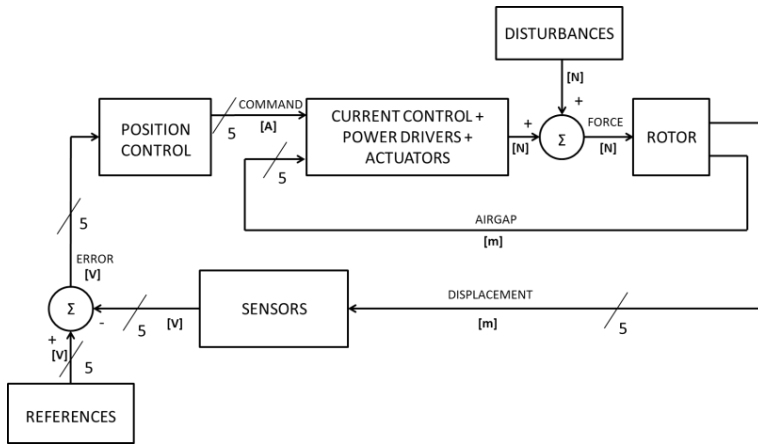 DISTURBANCES
[N]
+
COMMAND
5
[A]
POSITION
CONTROL
CURRENT CONTROL +
POWER DRIVERS +
ACTUATORS
5
+
[N]
Σ
FORCE
[N]
ROTOR
AIRGAP
[m]
5
ERROR
[V]
Σ
-
5
[V]
SENSORS
DISPLACEMENT
[m]
5
+
[V]
5
REFERENCES